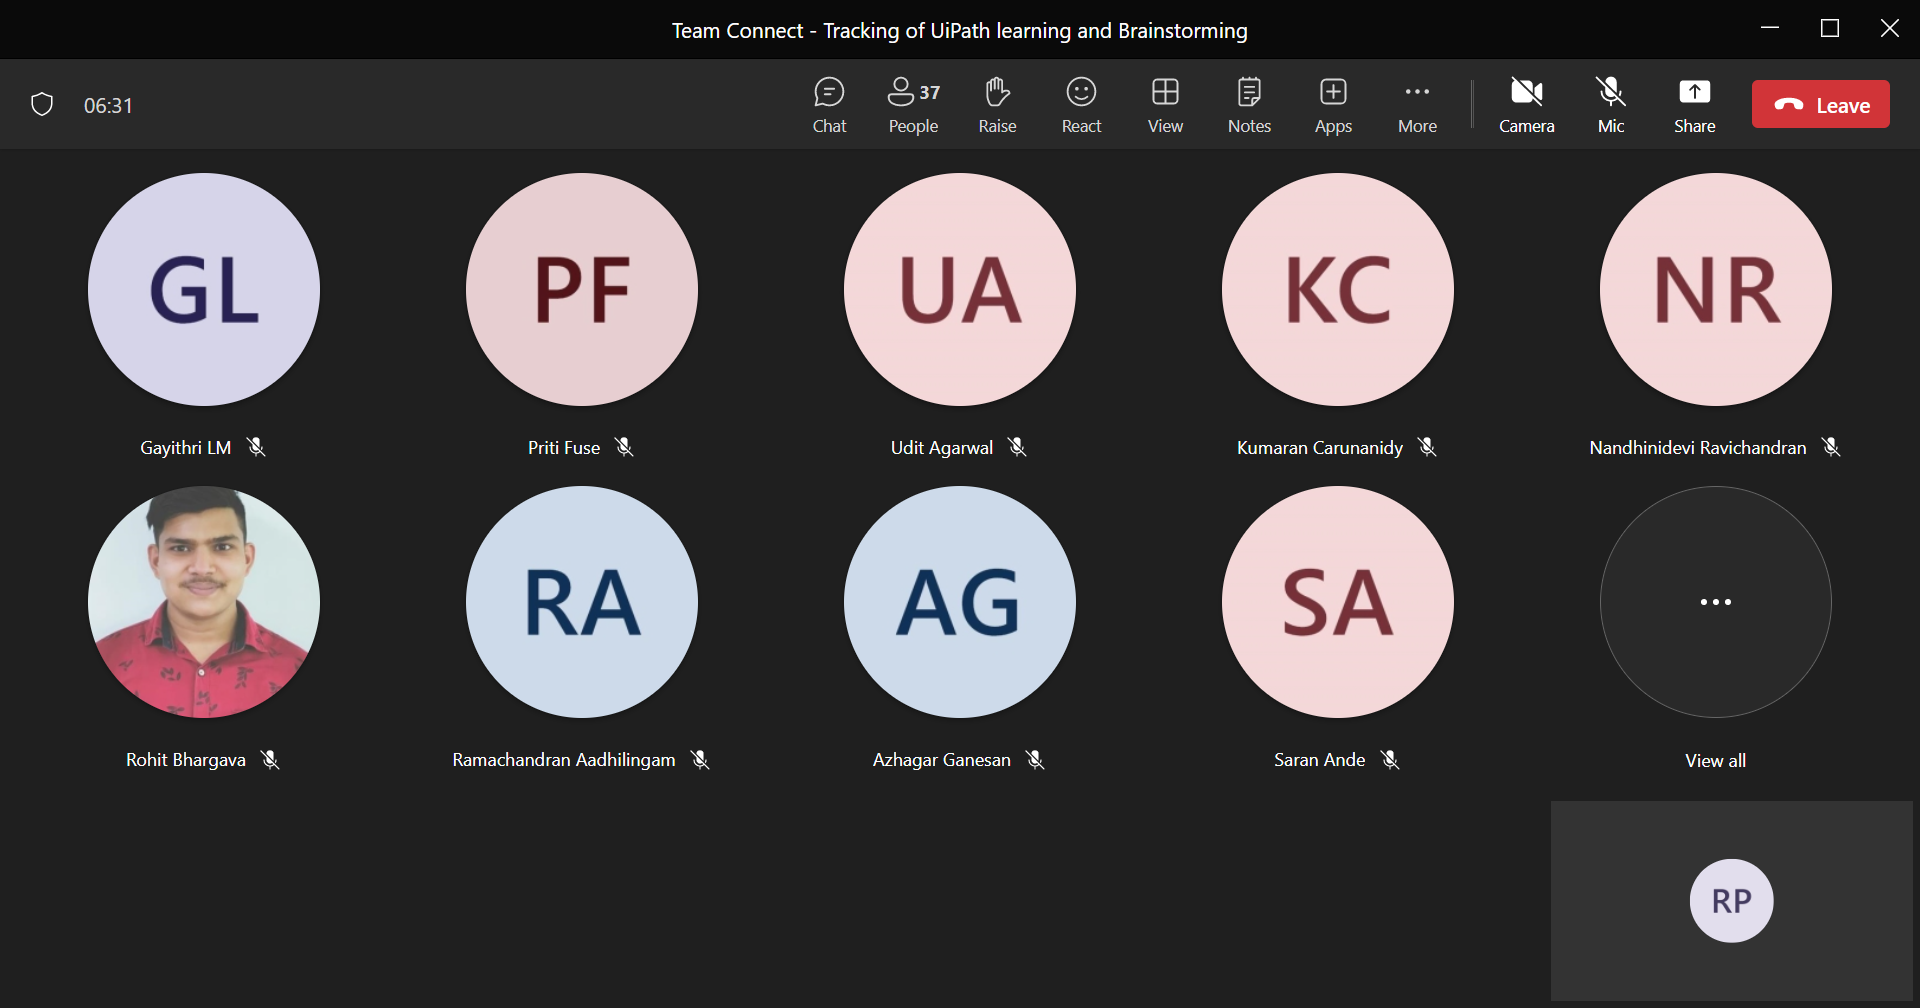 Team Connect - Tracking of UiPath learning and Brainstorming
06:31
37
Chat
People
Raise
React
View
Notes
Apps
More
Camera
Mic
Share
Leave
GL
PF
UA
KC
NR
Gayithri LM
Priti Fuse
Udit Agarwal
Kumaran Carunanidy
Nandhinidevi Ravichandran
RA
AG
SA
Rohit Bhargava
Ramachandran Aadhilingam
Azhagar Ganesan
Saran Ande
View all
RP